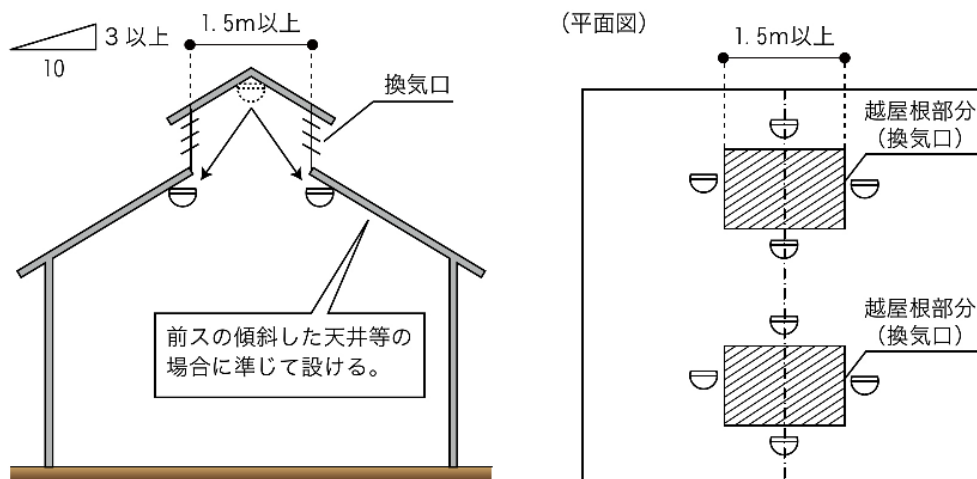 3以上
10
1.5m以上
換気口
前スの傾斜した天井等の
場合に準じて設ける。
(平面図)
1.5m以上
越屋根部分
(換気口)
越屋根部分
(換気口)